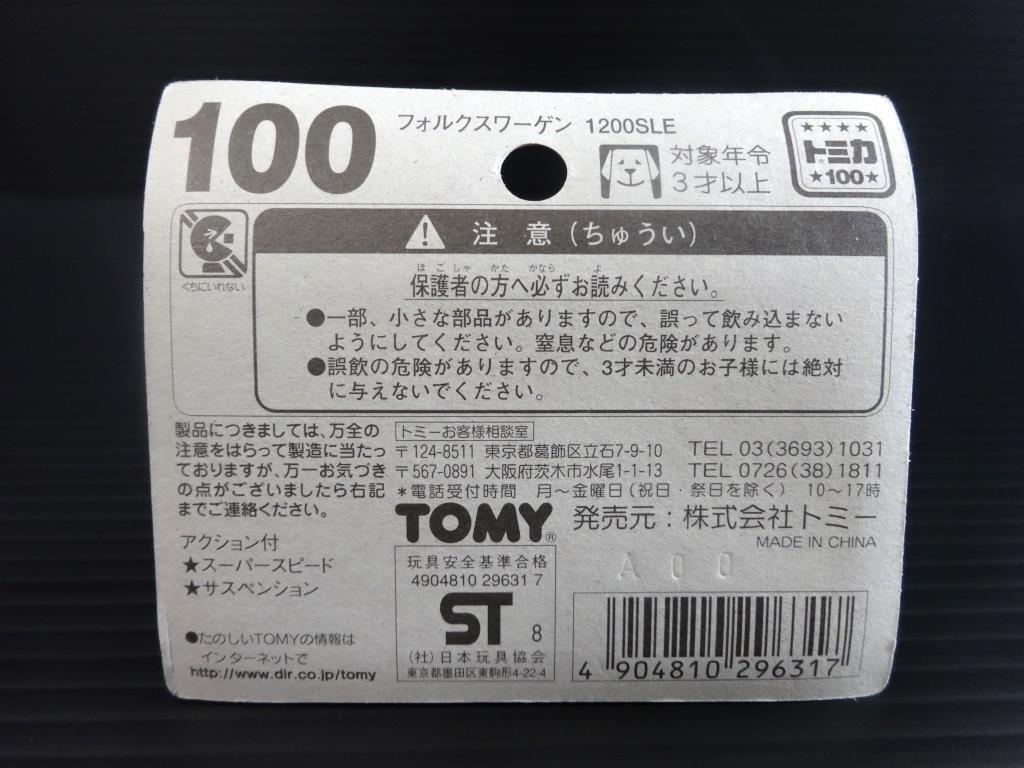 100
フォルクスワーゲン 1200SLE
対象年令
3才以上
★★★★
トミカ
★100★
くちにいれない
注 意(ちゅうい)
ほごしゃ かた かなら よ
保護者の方へ必ずお読みください。
●一部、小さな部品がありますので、誤って飲み込まない
ようにしてください。窒息などの危険があります。
●誤飲の危険がありますので、3才未満のお子様には絶対
に与えないでください。
製品につきましては、万全の
注意をはらって製造に当たっ
ておりますが、万一お気づき
の点がございましたら右記
までご連絡ください。
アクション付
★スーパースピード
★サスペンション
●たのしいTOMYの情報は
インターネットで
http://www.dir.co.jp/tomy
トミーお客様相談室
〒124-8511 東京都葛飾区立石7-9-10 TEL 03(3693)1031
〒567-0891 大阪府茨木市水尾1-1-13 TEL 0726(38)1811
*電話受付時間 月~金曜日(祝日・祭日を除く) 10~17時
TOMY® 発売元:株式会社トミー
MADE IN CHINA
A00
玩具安全基準合格
4904810 29631 7
ST 8
(社)日本玩具協会
東京都墨田区東駒形4-22-4
4 904810 296317